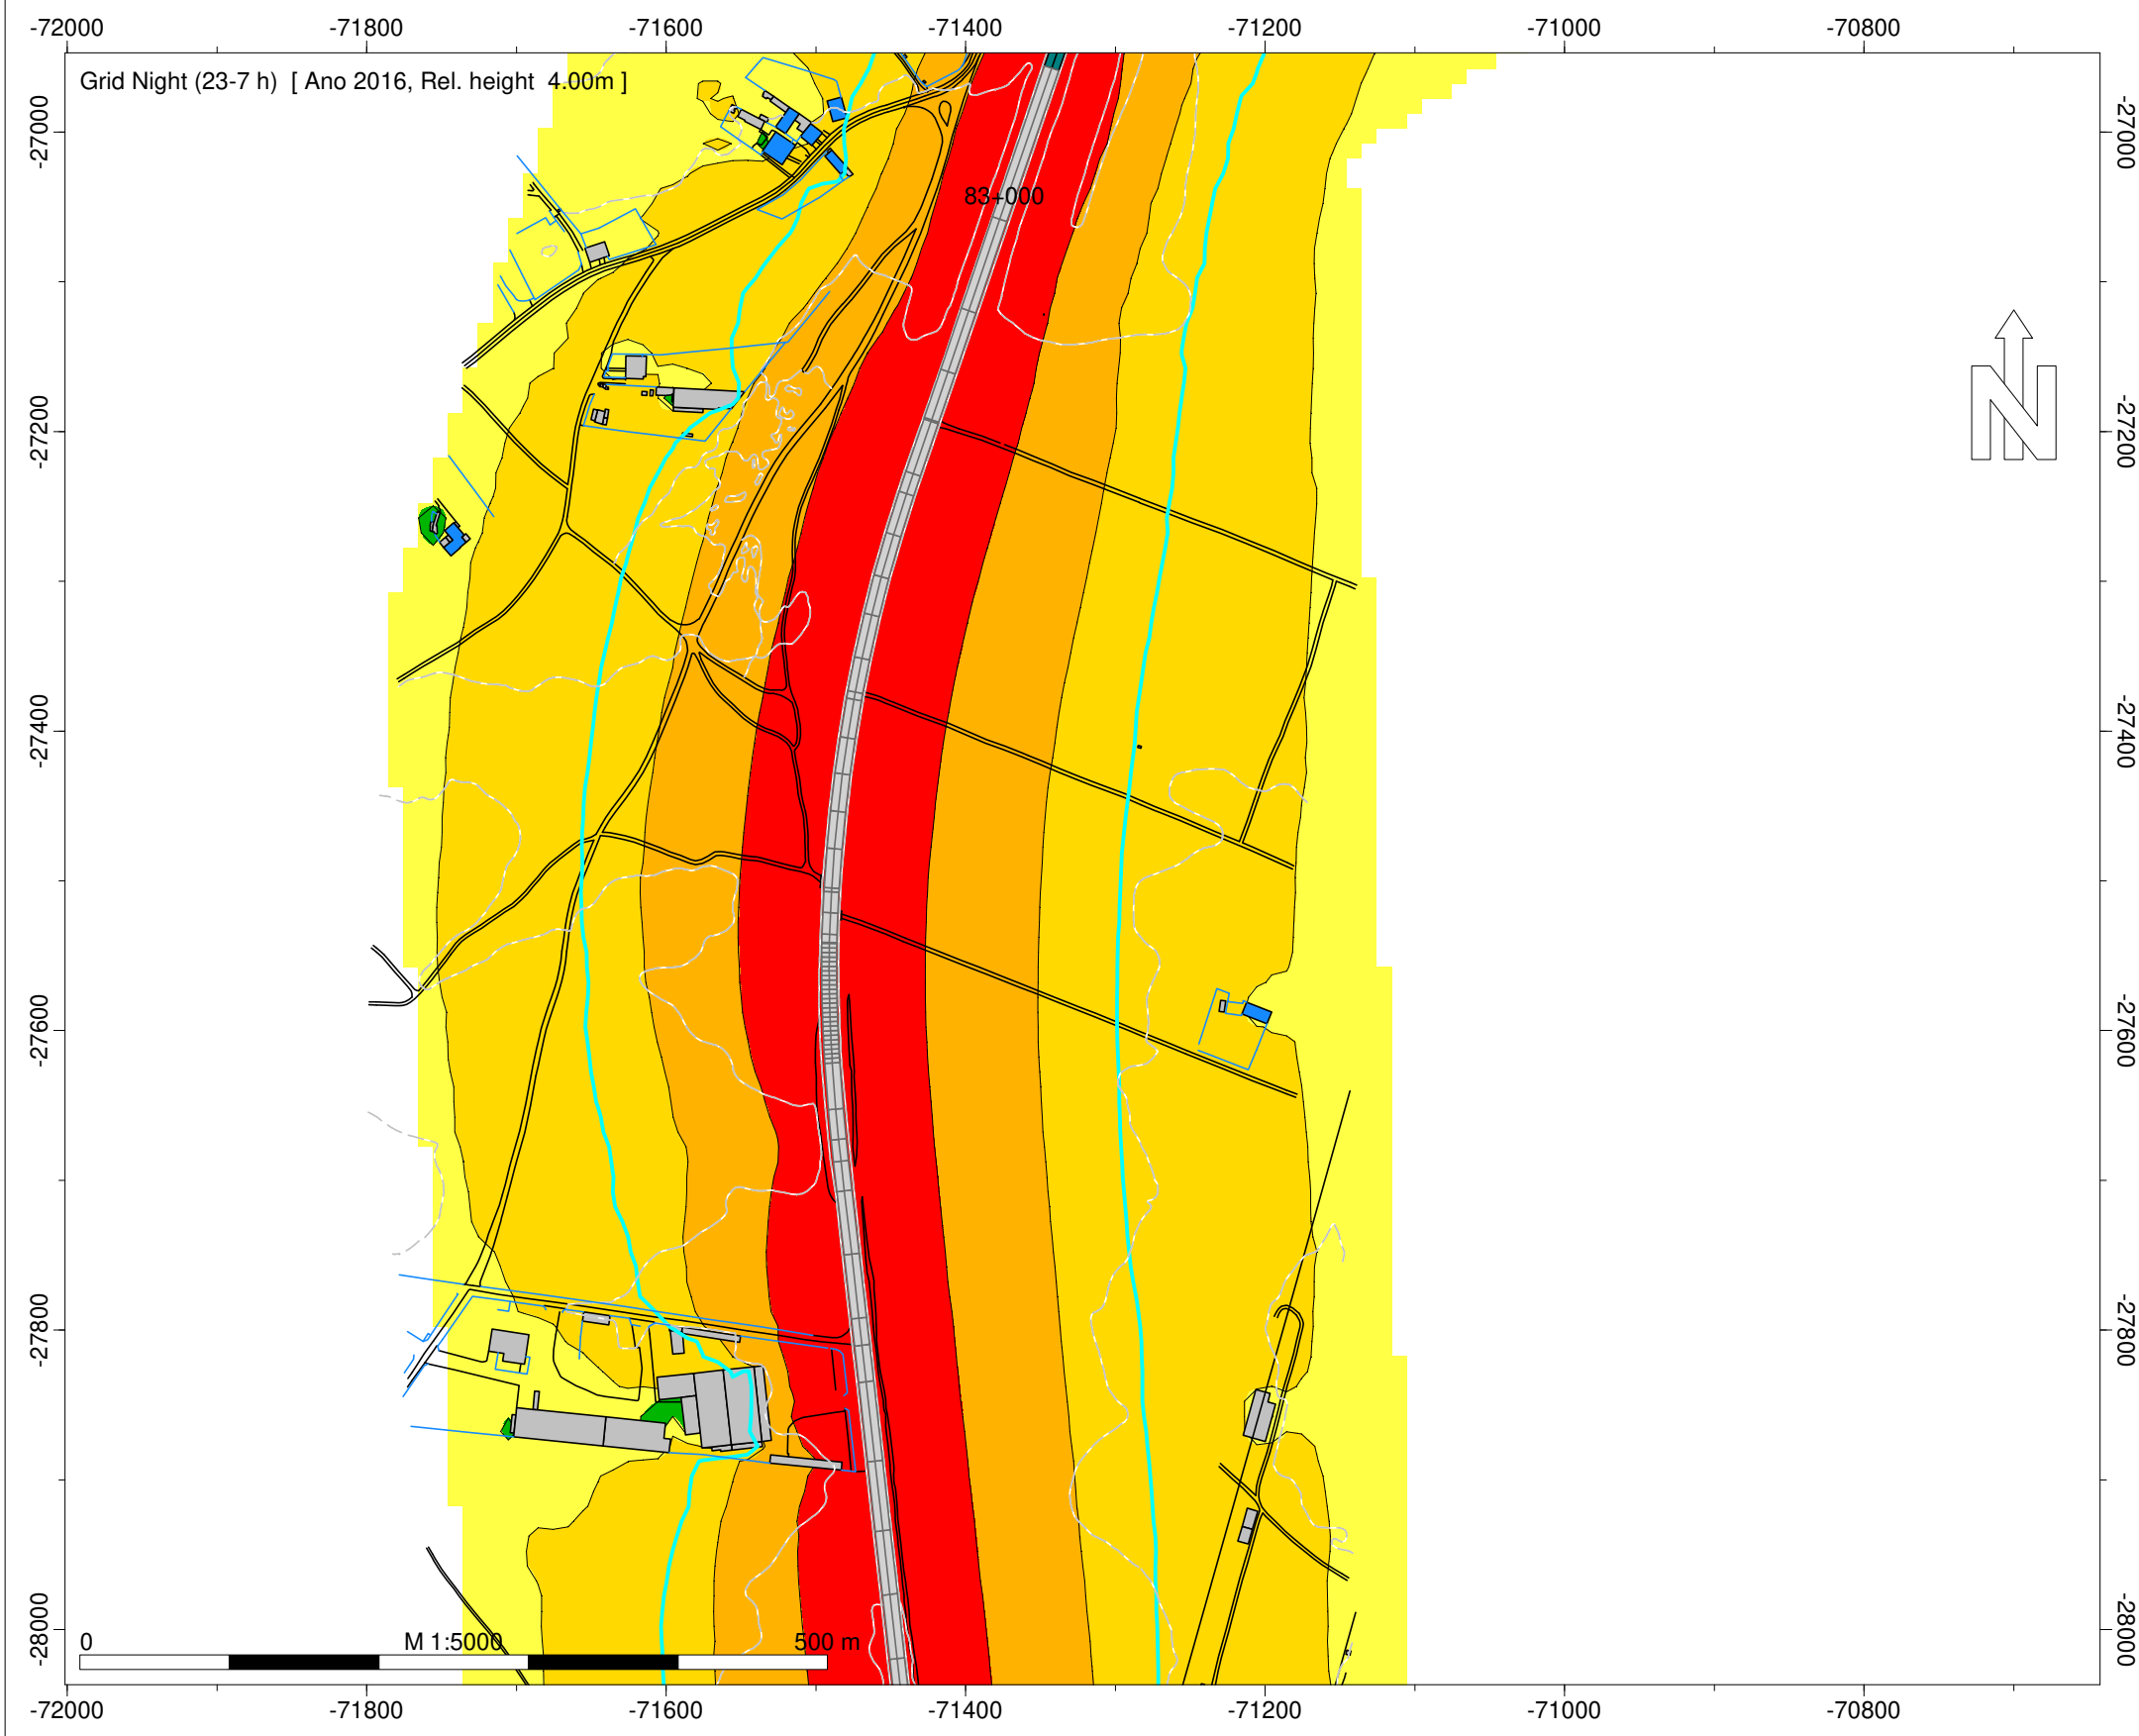 -72000 -71800 -71600 -71400 -71200 -71000 -70800
Grid Night (23-7 h) [ Ano 2016, Rel. height 4.00m ]
-27000 -27000
83+000
-27200 -27200
N
-27400 -27400
-27600 -27600
-27800 -27800
-28000 -28000
0 M 1:5000 500 m
-72000 -71800 -71600 -71400 -71200 -71000 -70800